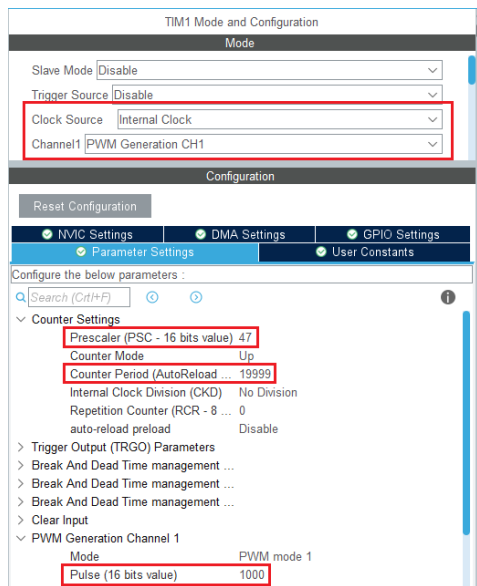 TIM1 Mode and Configuration
Mode
Slave Mode Disable
Trigger Source Disable
Clock Source Internal Clock
Channel1 PWM Generation CH1
Configuration
Reset Configuration
NVIC Settings DMA Settings GPIO Settings
Parameter Settings User Constants
Configure the below parameters :
Search (Crtl+F)
Counter Settings
Prescaler (PSC - 16 bits value) 47
Counter Mode Up
Counter Period (AutoReload ... 19999
Internal Clock Division (CKD) No Division
Repetition Counter (RCR - 8 ... 0
auto-reload preload Disable
Trigger Output (TRGO) Parameters
Break And Dead Time management ...
Break And Dead Time management ...
Break And Dead Time management ...
Clear Input
PWM Generation Channel 1
Mode PWM mode 1
Pulse (16 bits value) 1000